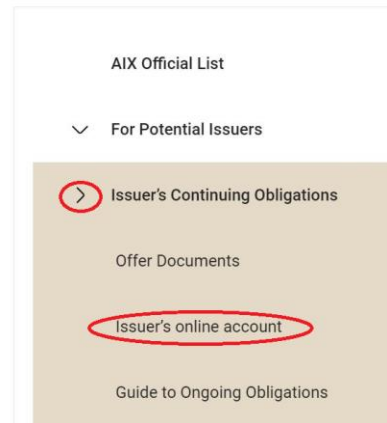 AIX Official List
For Potential Issuers
Issuer's Continuing Obligations
Offer Documents
Issuer's online account
Guide to Ongoing Obligations